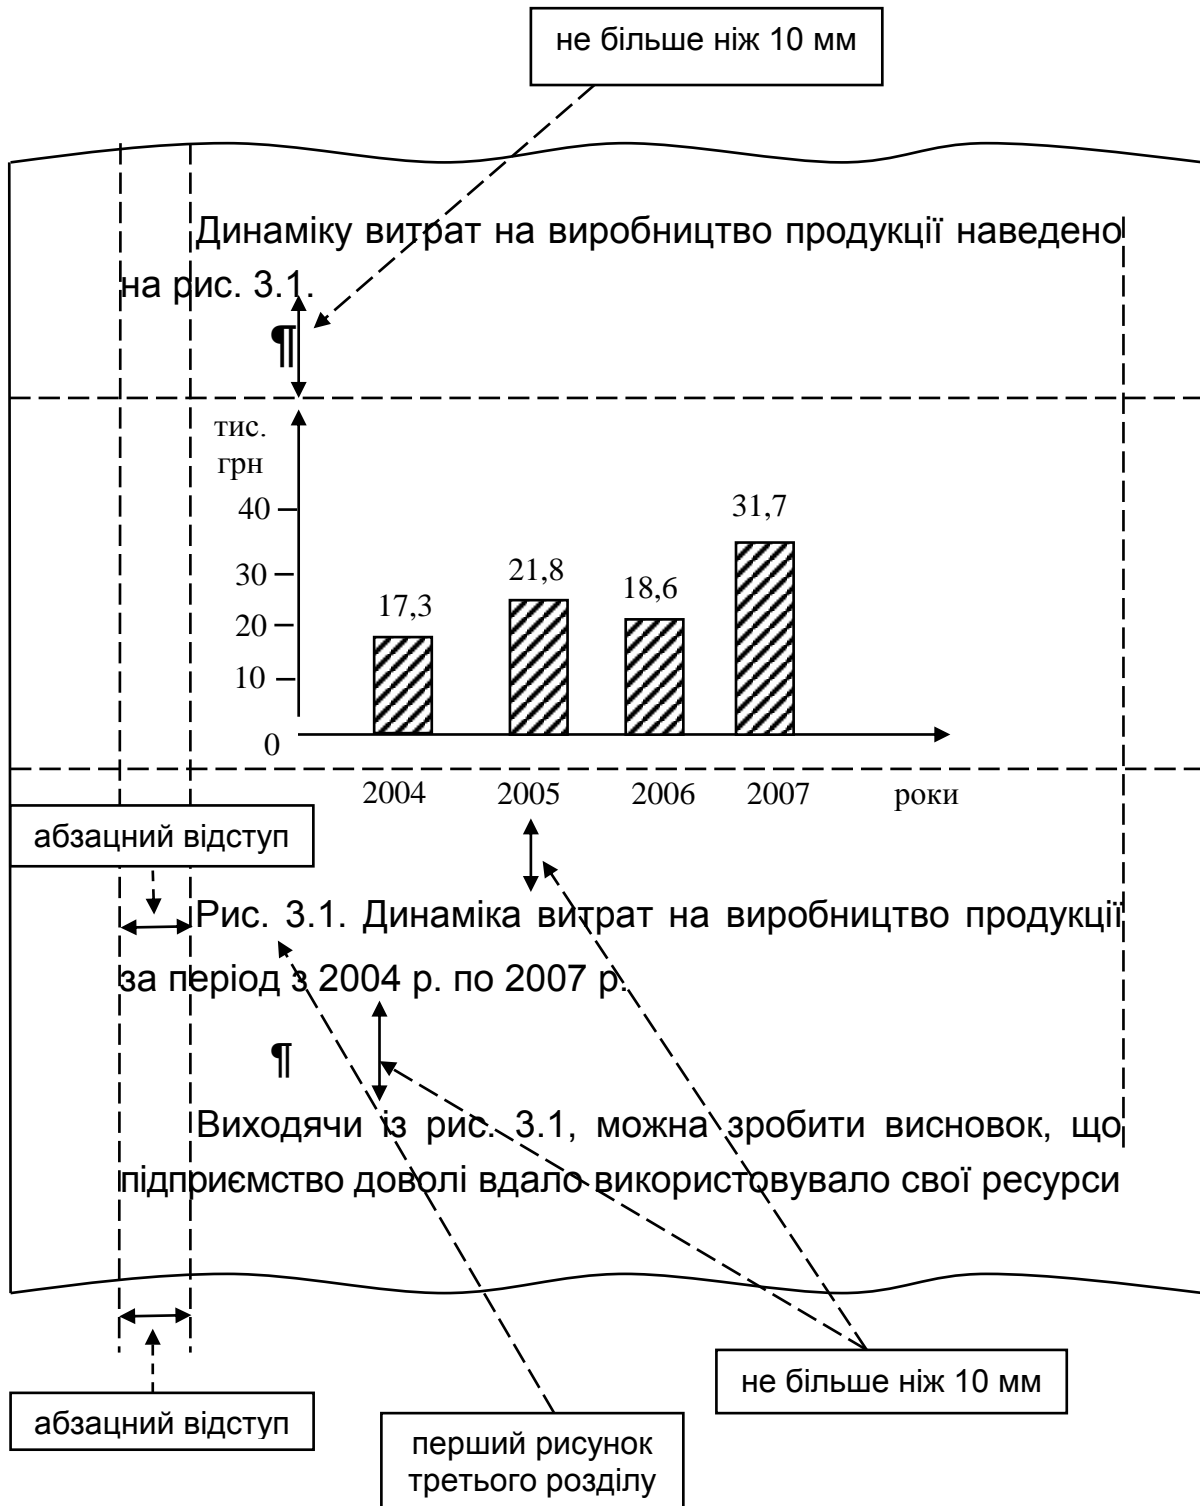 не більше ніж 10 мм
Динаміку витрат на виробництво продукції наведено
на рис. 3.1.
¶
тис.
грн
40
30
20
10
0
17,3
21,8
18,6
31,7
2004 2005 2006 2007 роки
абзацний відступ
Рис. 3.1. Динаміка витрат на виробництво продукції
за період з 2004 р. по 2007 р.
¶
Виходячи із рис. 3.1, можна зробити висновок, що
підприємство доволі вдало використовувало свої ресурси
не більше ніж 10 мм
абзацний відступ
перший рисунок
третього розділу